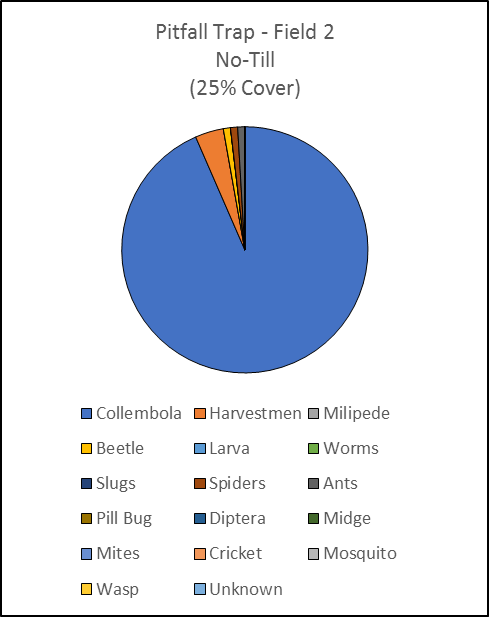 Pitfall Trap - Field 2
No-Till
(25% Cover)
Collembola Harvestmen Milipede
Beetle Larva Worms
Slugs Spiders Ants
Pill Bug Diptera Midge
Mites Cricket Mosquito
Wasp Unknown